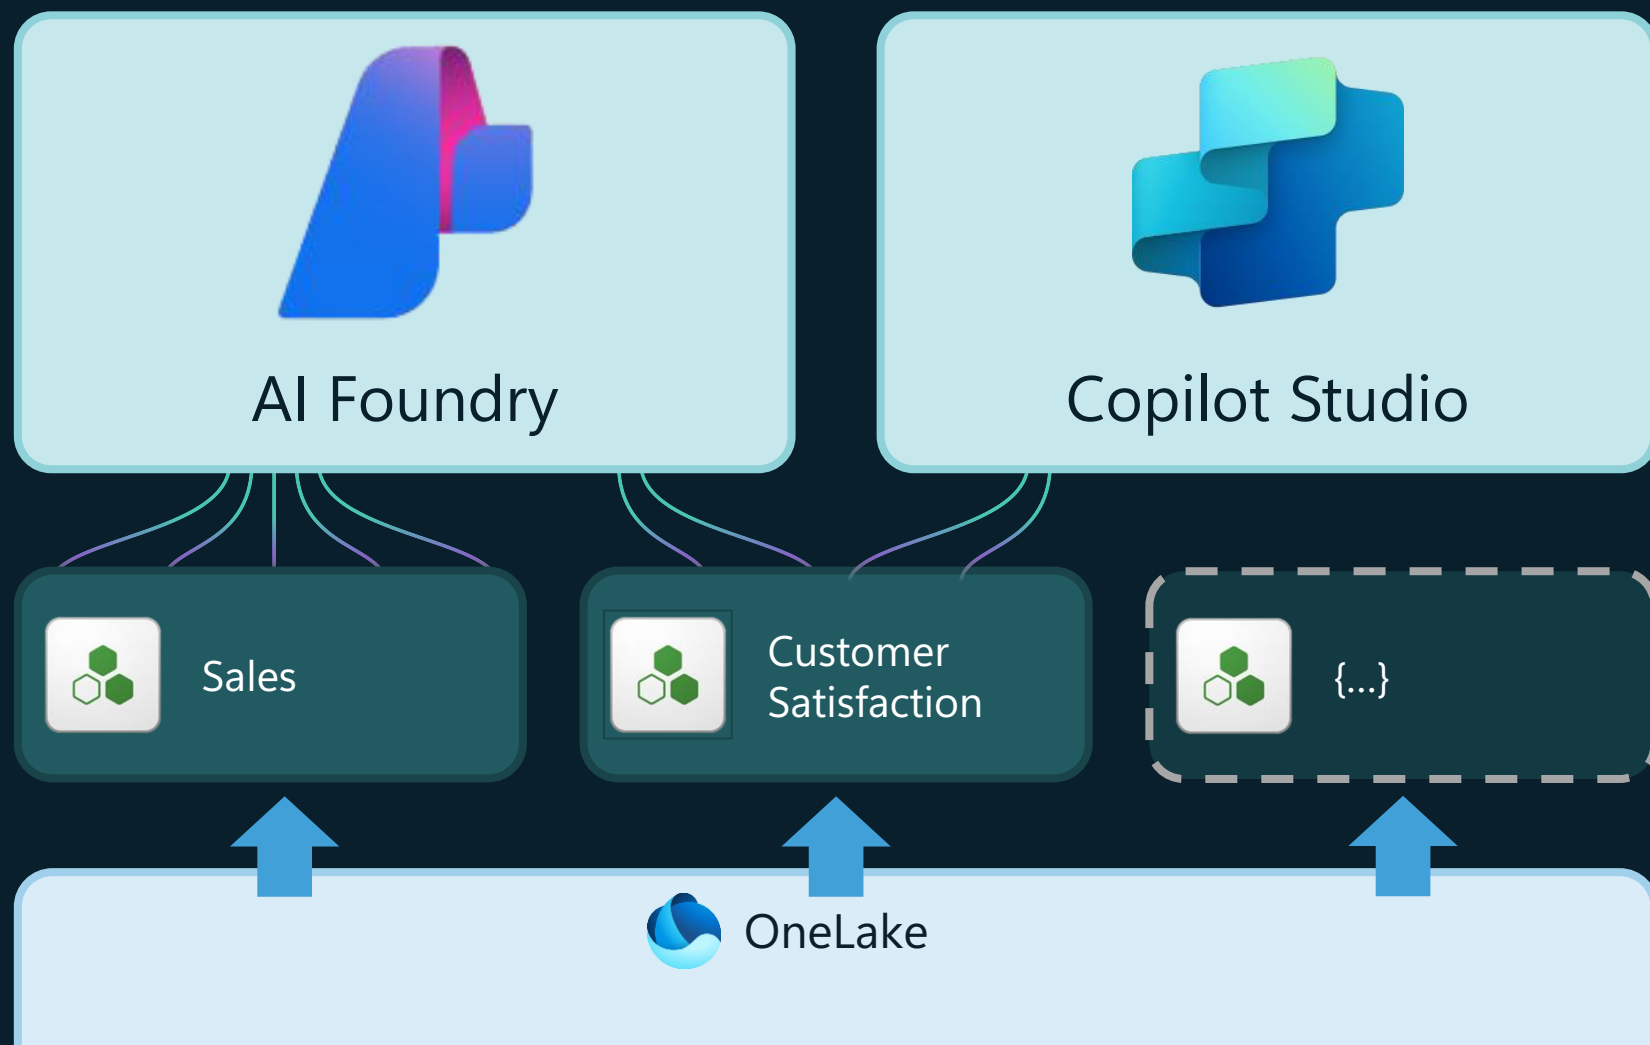 AI Foundry
Copilot Studio
Sales
Customer
Satisfaction
{...}
OneLake